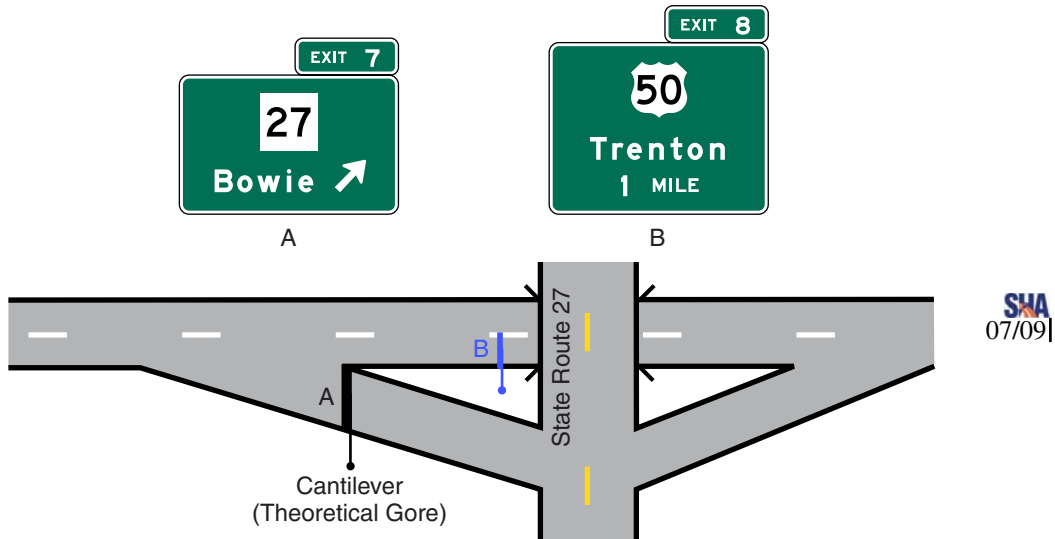 EXIT 7
27
Bowie
A
EXIT 8
50
Trenton
1 MILE
B
State Route 27
SHA
07/09
B
A
Cantilever
(Theoretical Gore)